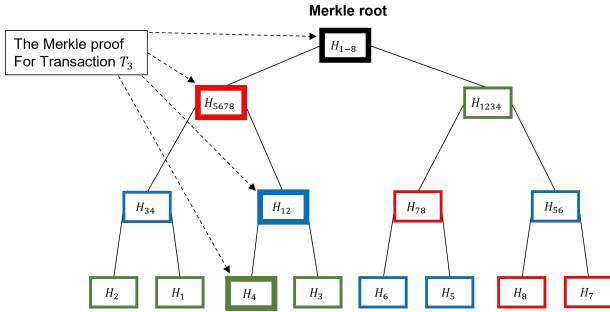 Merkle root
The Merkle proof
For Transaction T₃
H₁₋₈
H₅₆₇₈
H₁₂₃₄
H₃₄
H₁₂
H₇₈
H₅₆
H₂
H₁
H₄
H₃
H₆
H₅
H₈
H₇